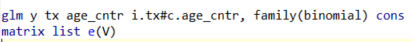 glm y tx age_cntr i.tx#c.age_cntr, family(binomial) cons
matrix list e(V)